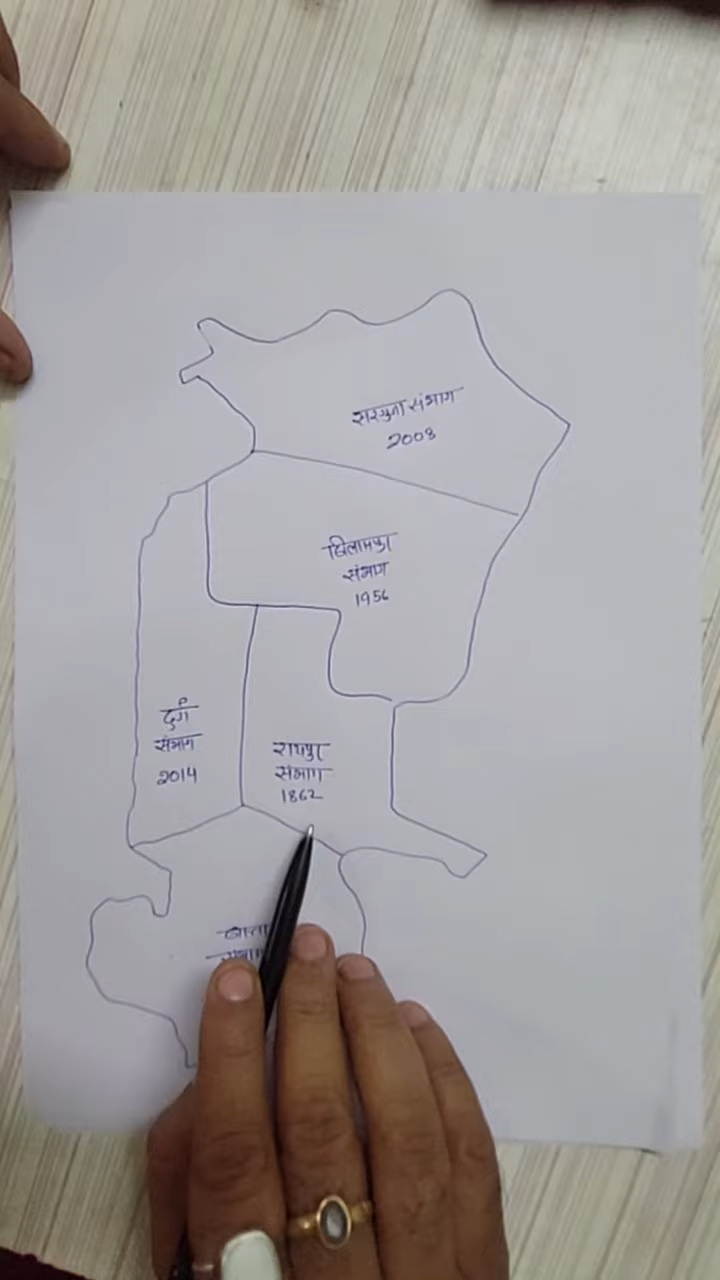 सरगुजा संभाग
2008
बिलासपुर
संभाग
1956
दुर्ग
संभाग
2014
रायपुर
संभाग
1862
संभाग